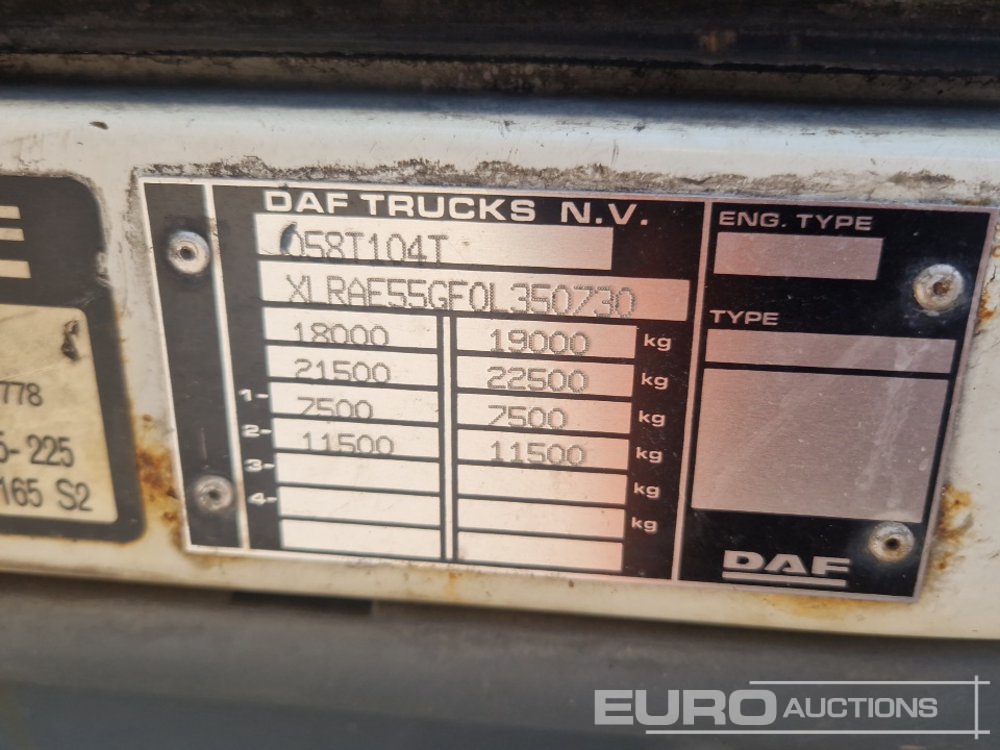 DAF TRUCKS N.V.
058T104T
XLRAE55GF0L350730
18000 19000 kg
21500 22500 kg
1- 7500 7500 kg
2- 11500 11500 kg
3- kg
4- kg
ENG. TYPE
TYPE
DAF
778
5-225
165 S2
EURO AUCTIONS